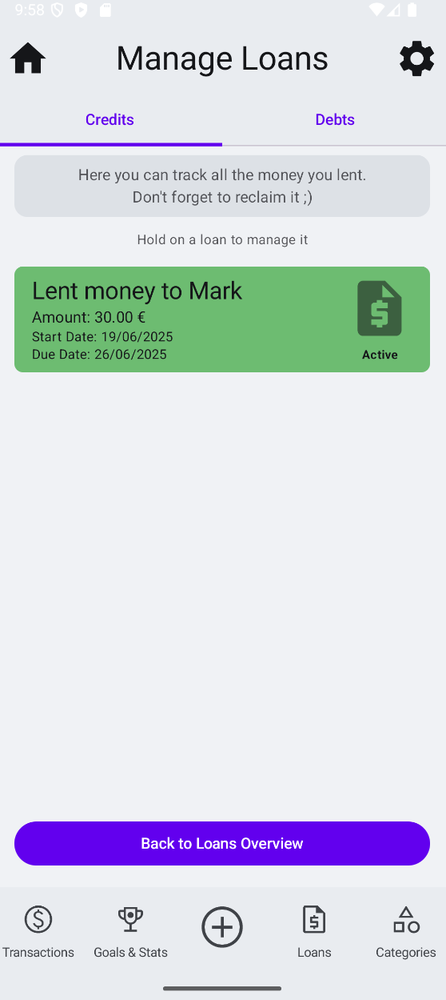 9:58
Manage Loans
Credits
Debts
Here you can track all the money you lent.
Don't forget to reclaim it ;)
Hold on a loan to manage it
Lent money to Mark
Amount: 30.00 €
Start Date: 19/06/2025
Due Date: 26/06/2025
Active
Back to Loans Overview
Transactions
Goals & Stats
Loans
Categories